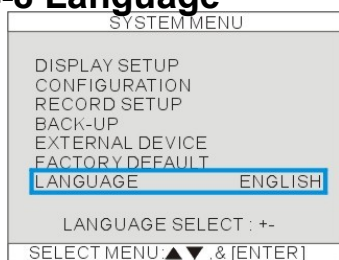 -8 Language
SYSTEM MENU
DISPLAY SETUP
CONFIGURATION
RECORD SETUP
BACK-UP
EXTERNAL DEVICE
FACTORY DEFAULT
LANGUAGE ENGLISH
LANGUAGE SELECT : +-
SELECT MENU:▲▼ ,& [ENTER]